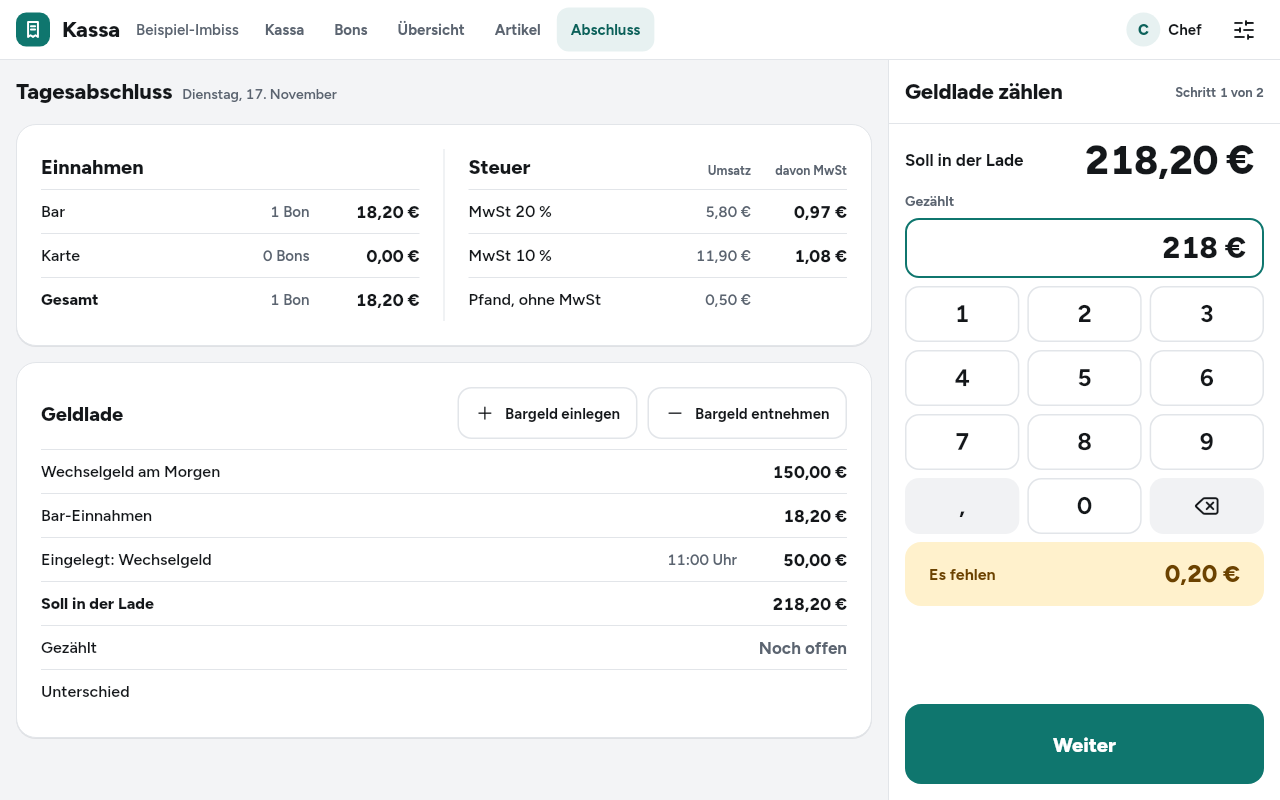 Kassa Beispiel-Imbiss Kassa Bons Übersicht Artikel Abschluss C Chef
Tagesabschluss Dienstag, 17. November
Einnahmen
Bar 1 Bon 18,20 €
Karte 0 Bons 0,00 €
Gesamt 1 Bon 18,20 €
Steuer Umsatz davon MwSt
MwSt 20 % 5,80 € 0,97 €
MwSt 10 % 11,90 € 1,08 €
Pfand, ohne MwSt 0,50 €
Geldlade + Bargeld einlegen − Bargeld entnehmen
Wechselgeld am Morgen 150,00 €
Bar-Einnahmen 18,20 €
Eingelegt: Wechselgeld 11:00 Uhr 50,00 €
Soll in der Lade 218,20 €
Gezählt Noch offen
Unterschied
Geldlade zählen Schritt 1 von 2
Soll in der Lade 218,20 €
Gezählt
218 €
1 2 3
4 5 6
7 8 9
, 0
Es fehlen 0,20 €
Weiter